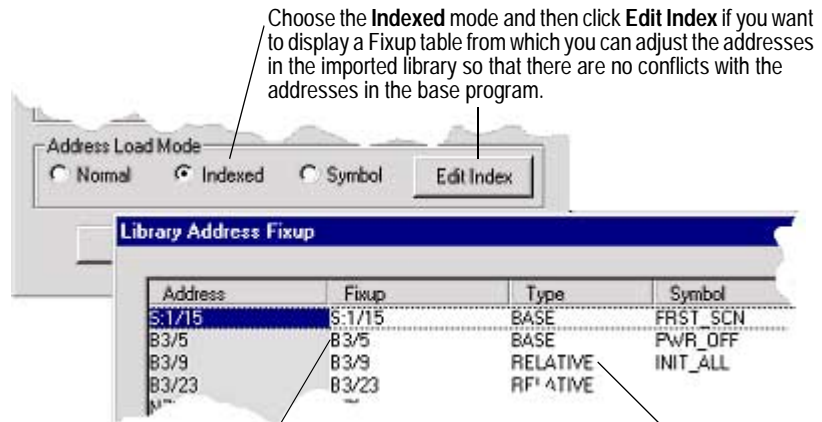 Choose the Indexed mode and then click Edit Index if you want
to display a Fixup table from which you can adjust the addresses
in the imported library so that there are no conflicts with the
addresses in the base program.
Address Load Mode
Normal Indexed Symbol Edit Index
Library Address Fixup
Address Fixup Type Symbol
S:1/15 S:1/15 BASE FRST_SCN
B3/5 B3/5 BASE PWR_OFF
B3/9 B3/9 RELATIVE INIT_ALL
B3/23 B3/23 RELATIVE